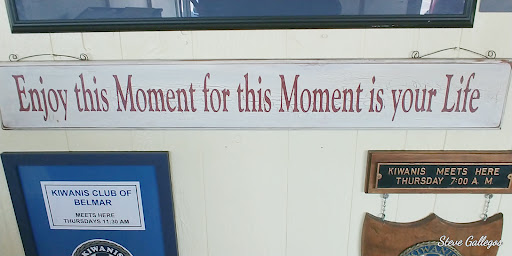 Enjoy this Moment for this Moment is your Life
KIWANIS CLUB OF
BELMAR
MEETS HERE
THURSDAYS 11:30 AM
KIWANIS
KIWANIS MEETS HERE
THURSDAY 7:00 A M
Steve Gallegos